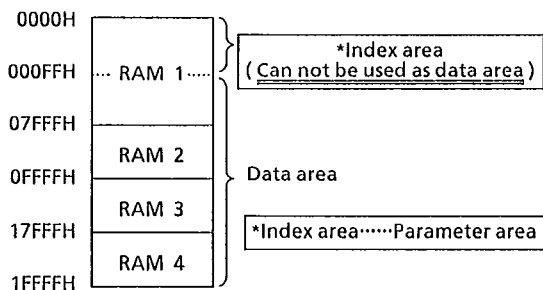 0000H
*Index area
( Can not be used as data area )
000FFH
RAM 1
07FFFH
RAM 2
0FFFFH
Data area
RAM 3
17FFFH
*Index area……Parameter area
RAM 4
1FFFFH